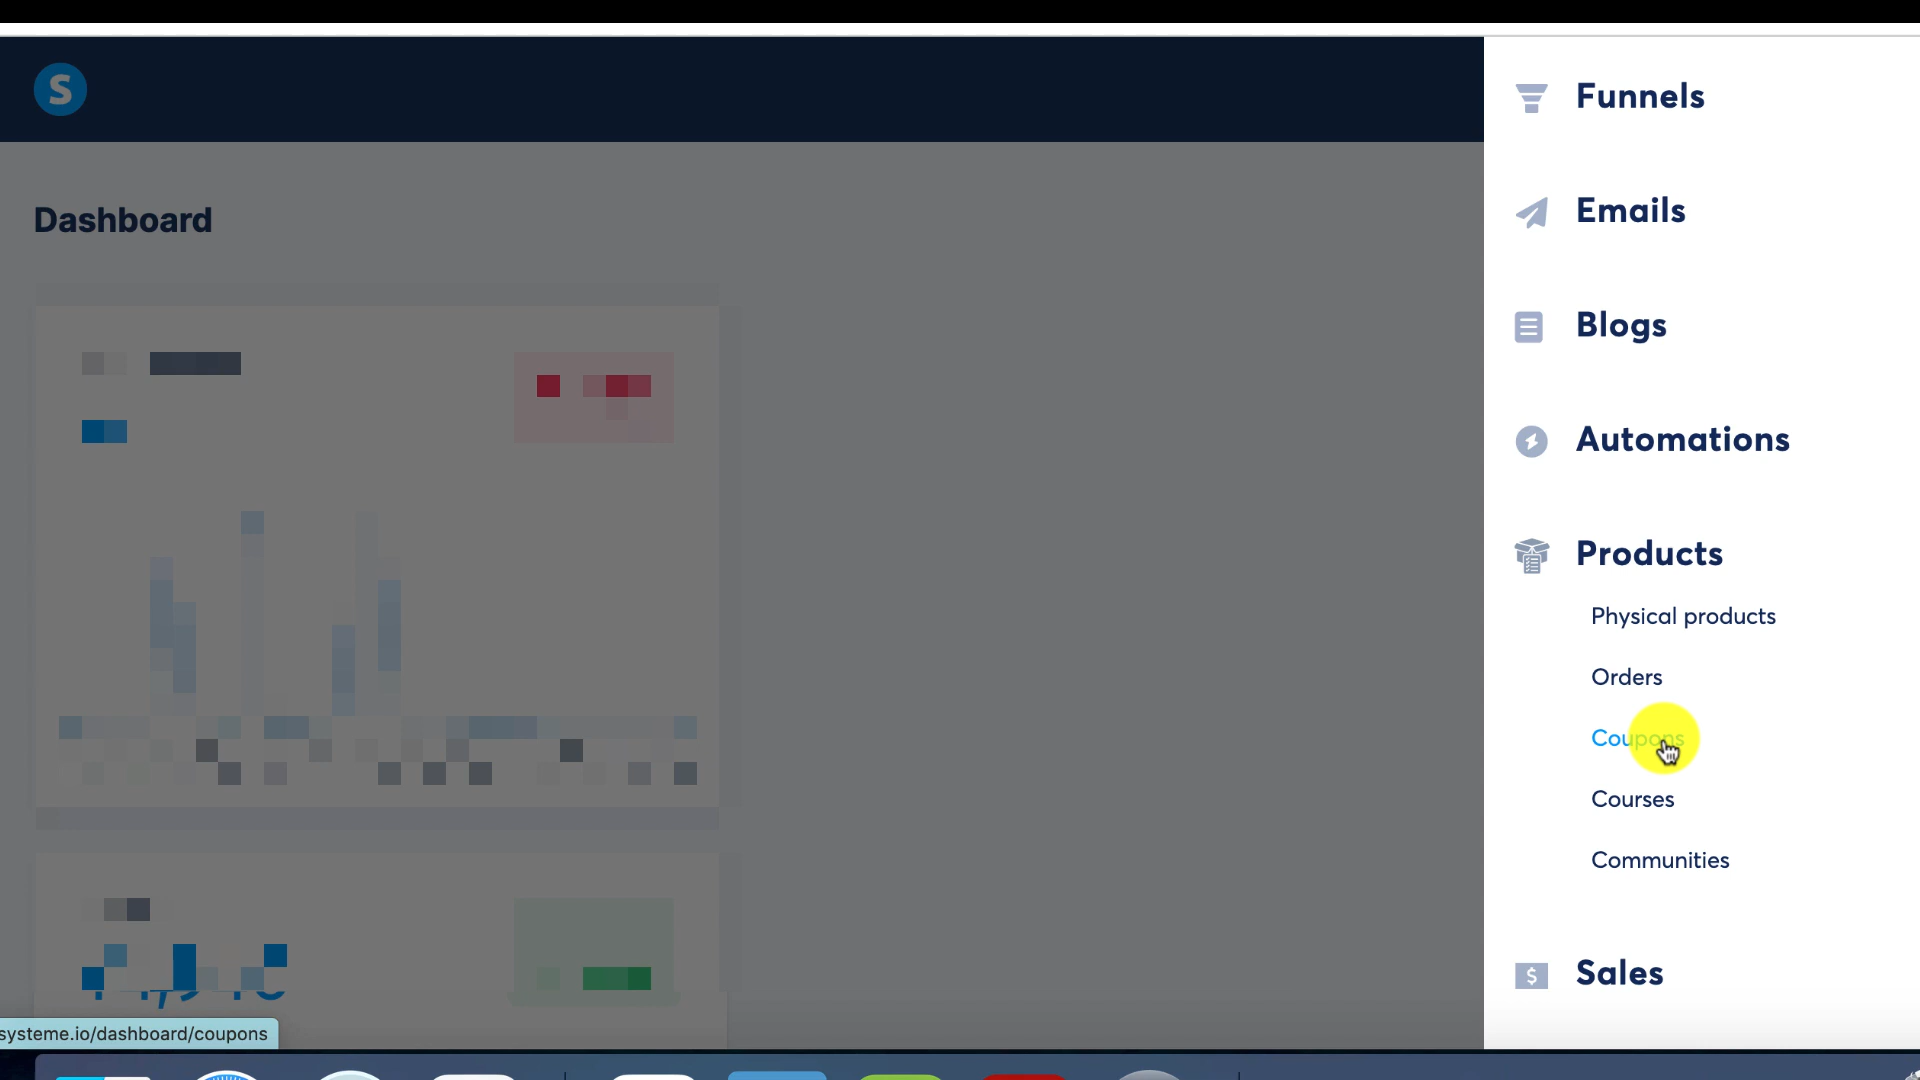 S
Dashboard
Funnels
Emails
Blogs
Automations
Products
Physical products
Orders
Coupons
Courses
Communities
$ Sales
systeme.io/dashboard/coupons